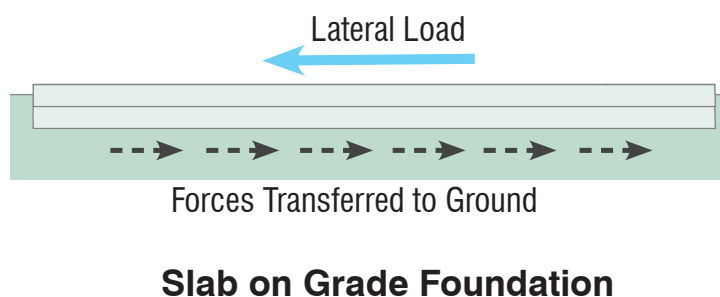 Lateral Load
Forces Transferred to Ground
Slab on Grade Foundation